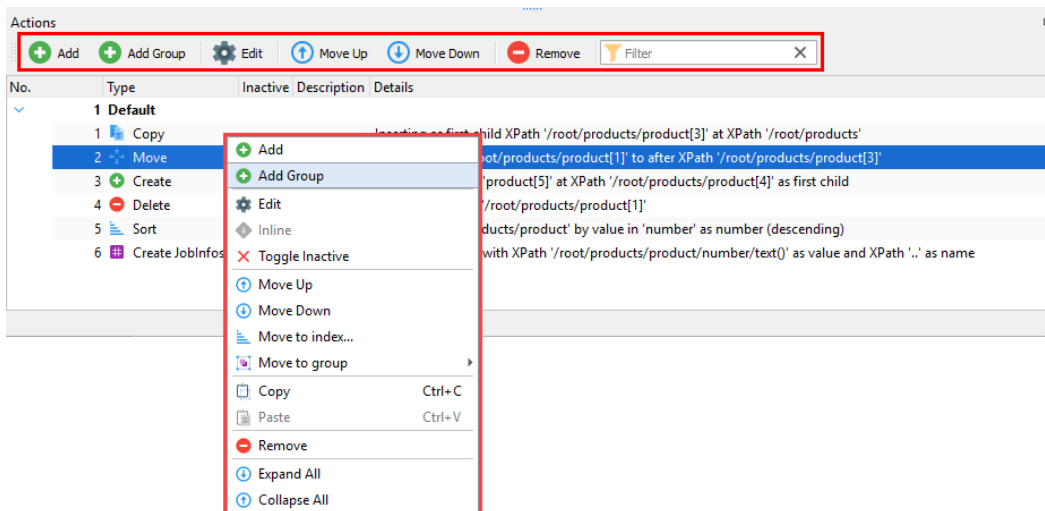 Actions
Add Add Group Edit Move Up Move Down Remove Filter
No. Type Inactive Description Details
1 Default
1 Copy child XPath '/root/products/product[3]' at XPath '/root/products'
2 Move oot/products/product[1]' to after XPath '/root/products/product[3]'
3 Create 'product[5]' at XPath '/root/products/product[4]' as first child
4 Delete '/root/products/product[1]'
5 Sort ducts/product' by value in 'number' as number (descending)
6 Create JobInfos with XPath '/root/products/product/number/text()' as value and XPath '..' as name
Add
Add Group
Edit
Inline
Toggle Inactive
Move Up
Move Down
Move to index...
Move to group
Copy Ctrl+C
Paste Ctrl+V
Remove
Expand All
Collapse All